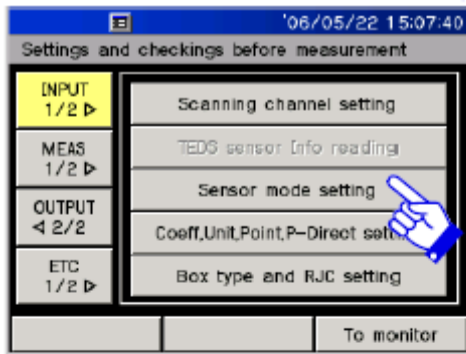 '06/05/22 15:07:40
Settings and checkings before measurement
INPUT
1/2 ▷
Scanning channel setting
TEDS sensor Info reading
MEAS
1/2 ▷
Sensor mode setting
OUTPUT
◁ 2/2
Coeff,Unit,Point,P-Direct
ETC
1/2 ▷
Box type and RJC setting
To monitor